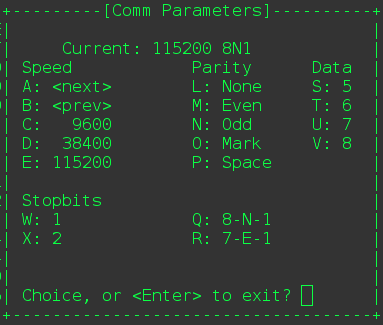 +---------[Comm Parameters]----------+
Current: 115200 8N1
Speed Parity Data
A: <next> L: None S: 5
B: <prev> M: Even T: 6
C: 9600 N: Odd U: 7
D: 38400 O: Mark V: 8
E: 115200 P: Space
Stopbits
W: 1 Q: 8-N-1
X: 2 R: 7-E-1
Choice, or <Enter> to exit?
+------------------------------------+